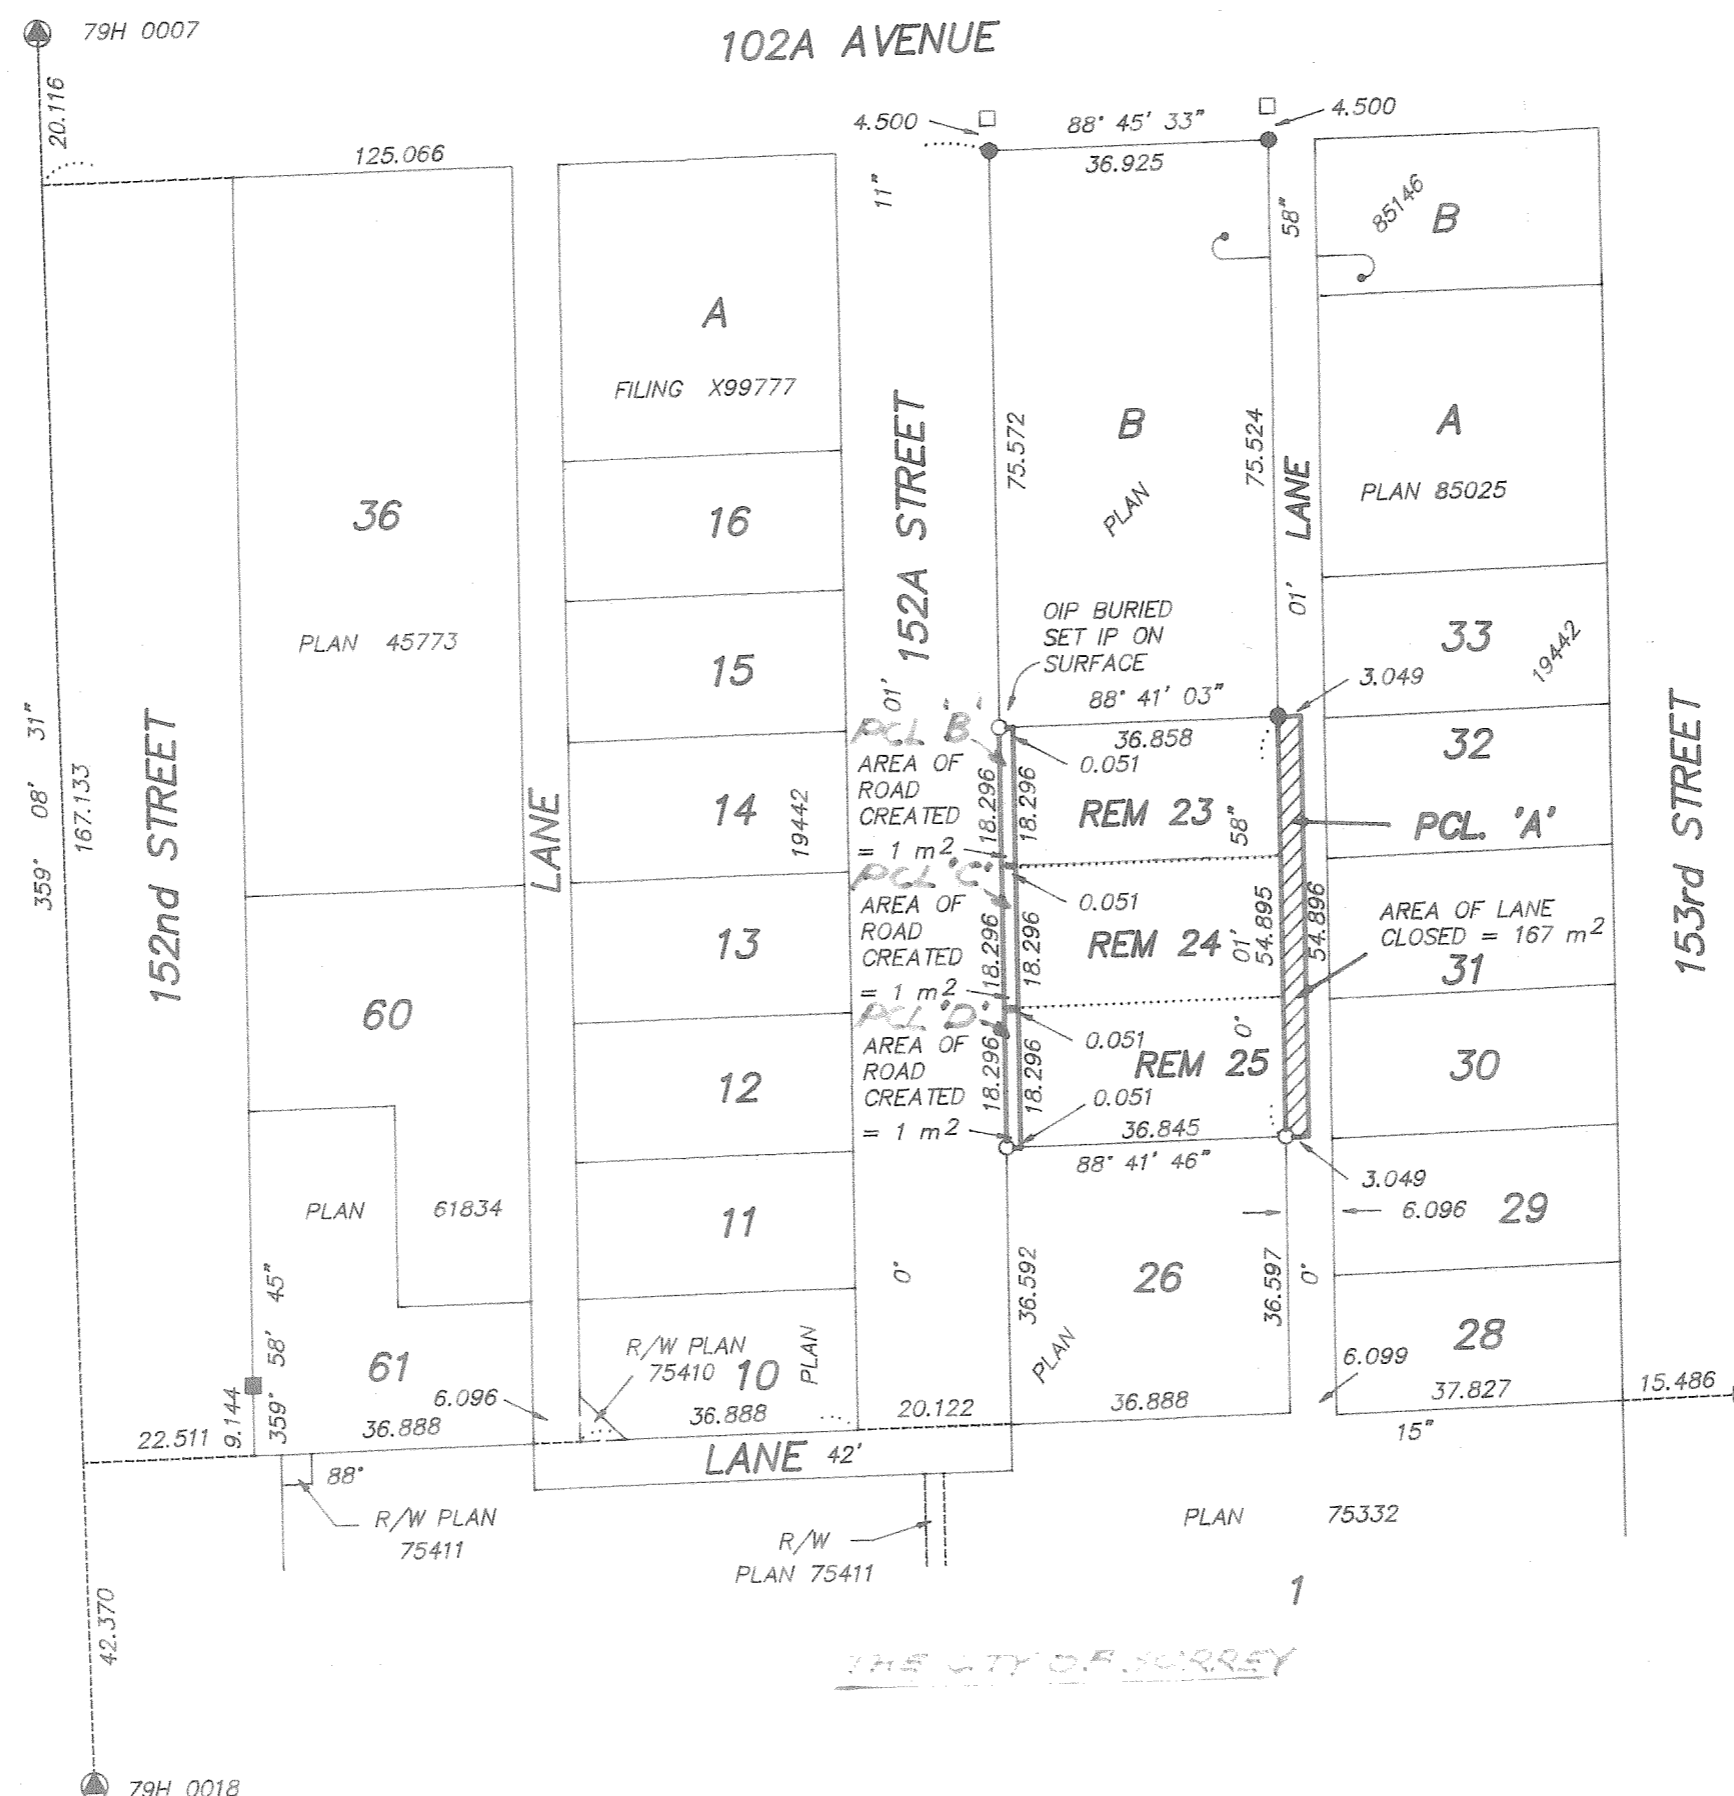 79H 0007
102A AVENUE
20.116
125.066
4.500
88° 45' 33"
4.500
36.925
11"
58"
85146
B
A
FILING X99777
36
PLAN 45773
16
15
14
19442
13
12
11
10
PLAN
LANE
152A STREET
01'
0°
75.572
B
PLAN
75.524
LANE
58"
01'
0°
A
PLAN 85025
33
19442
OIP BURIED
SET IP ON
SURFACE
88° 41' 03"
3.049
36.858
0.051
32
PCL 'B'
AREA OF
ROAD
CREATED
= 1 m2
18.296
18.296
REM 23
PCL. 'A'
PCL 'C'
AREA OF
ROAD
CREATED
= 1 m2
18.296
18.296
0.051
REM 24
01'
54.895
54.896
AREA OF LANE
CLOSED = 167 m2
31
PCL 'D'
AREA OF
ROAD
CREATED
= 1 m2
18.296
18.296
0.051
REM 25
0°
0.051
30
36.845
88° 41' 46"
3.049
6.096
29
359° 08' 31"
167.133
152nd STREET
153rd STREET
60
PLAN 61834
359° 58' 45"
61
9.144
22.511
36.888
6.096
R/W PLAN
75410
36.888
20.122
36.592
26
PLAN
36.597
36.888
6.099
28
37.827
15.486
15"
88°
LANE 42'
R/W PLAN
75411
R/W
PLAN 75411
PLAN 75332
1
42.370
THE CITY OF SURREY
79H 0018